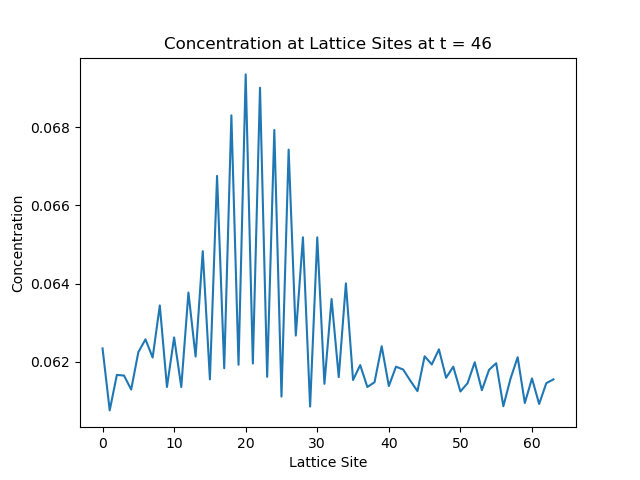 Concentration at Lattice Sites at t = 46
Concentration
0.068
0.066
0.064
0.062
0 10 20 30 40 50 60
Lattice Site